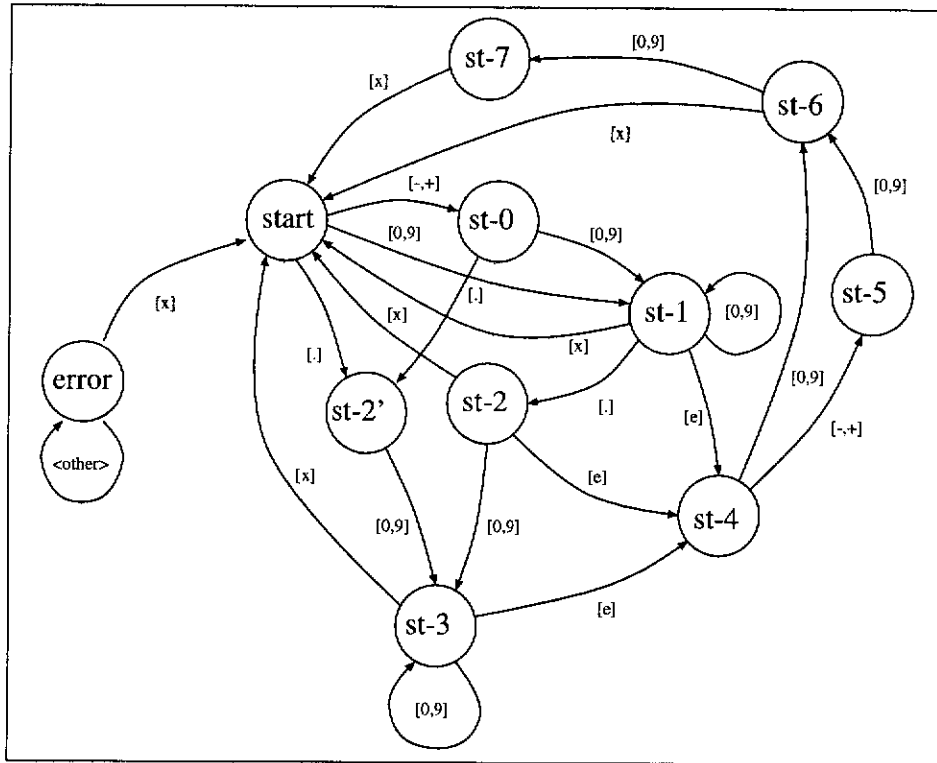 [0,9]
st-7
[x]
st-6
[x]
[-,+]
[0,9]
start
st-0
[0,9]
[0,9]
[.]
st-5
[x]
[x]
st-1
[0,9]
[x]
[.]
error
st-2'
st-2
[0,9]
[.]
[e]
[-,+]
<other>
[x]
[e]
st-4
[0,9]
[0,9]
[e]
st-3
[0,9]